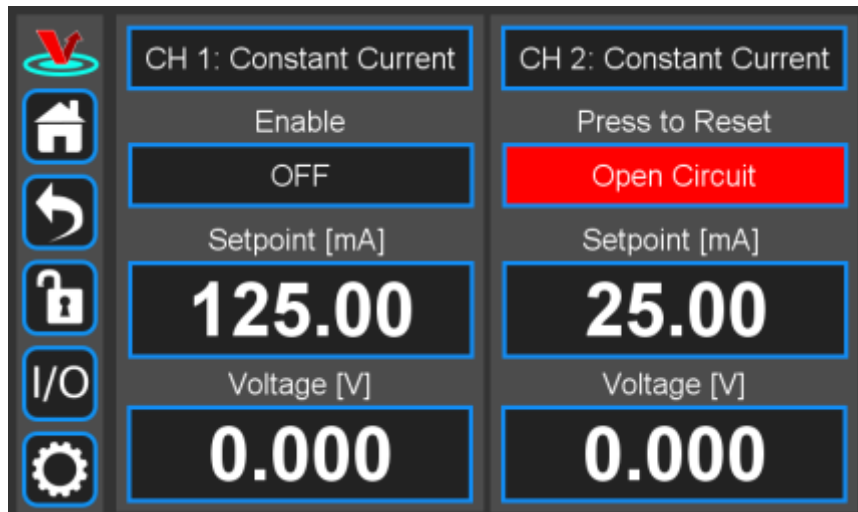 CH 1: Constant Current
Enable
OFF
Setpoint [mA]
125.00
Voltage [V]
0.000
CH 2: Constant Current
Press to Reset
Open Circuit
Setpoint [mA]
25.00
Voltage [V]
0.000
I/O